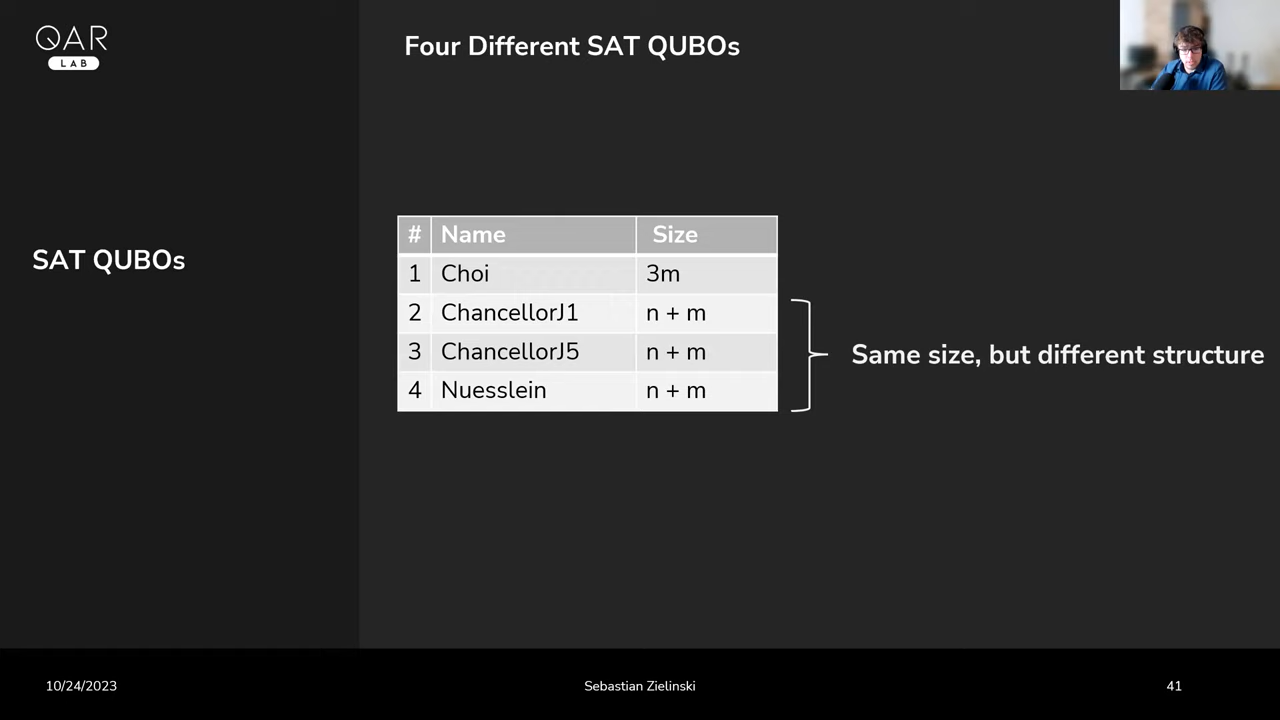 QAR
LAB
Four Different SAT QUBOs
SAT QUBOs
# Name Size
1 Choi 3m
2 ChancellorJ1 n + m
3 ChancellorJ5 n + m
4 Nuesslein n + m
Same size, but different structure
10/24/2023 Sebastian Zielinski 41